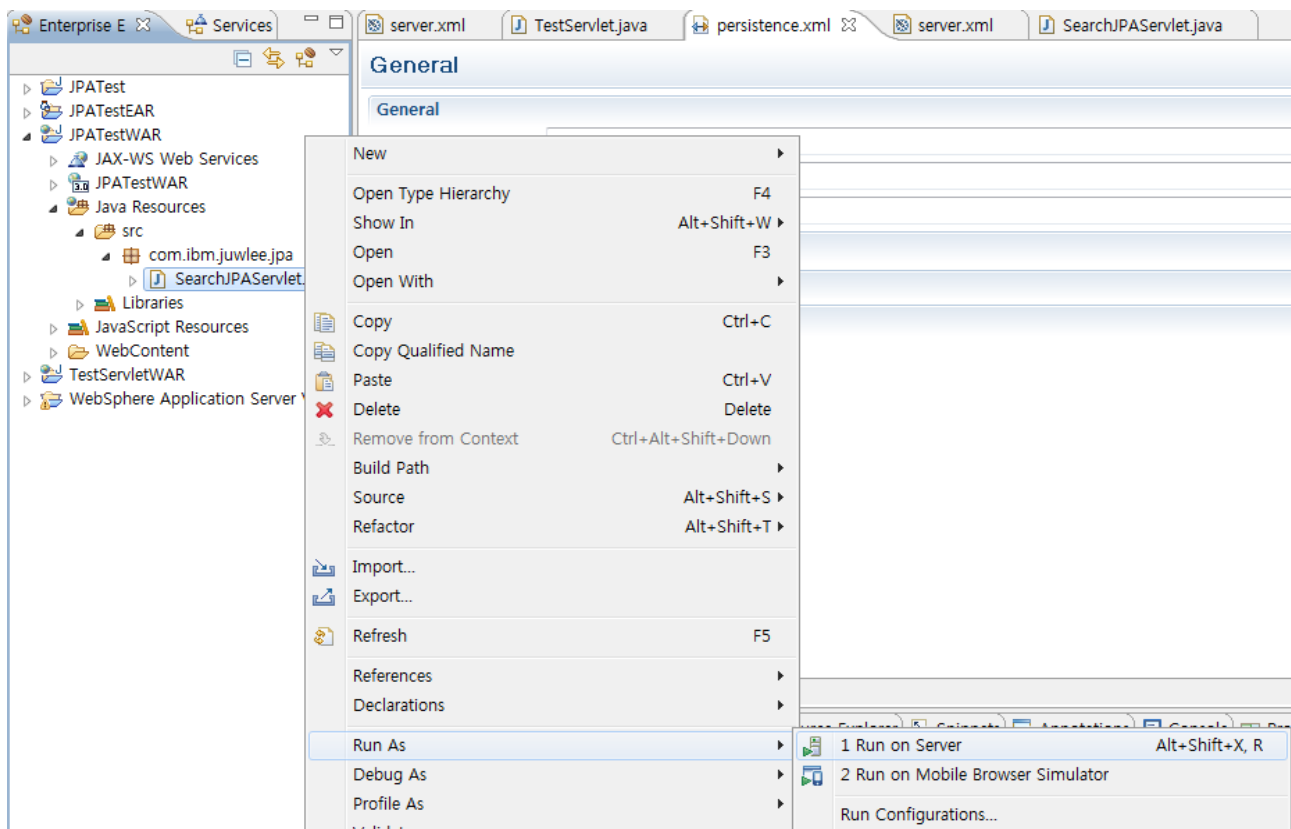 Enterprise E
Services
server.xml
TestServlet.java
persistence.xml
server.xml
SearchJPAServlet.java
General
General
JPATest
JPATestEAR
JPATestWAR
JAX-WS Web Services
JPATestWAR
Java Resources
src
com.ibm.juwlee.jpa
SearchJPAServlet.
Libraries
JavaScript Resources
WebContent
TestServletWAR
WebSphere Application Server
New
Open Type Hierarchy F4
Show In Alt+Shift+W
Open F3
Open With
Copy Ctrl+C
Copy Qualified Name
Paste Ctrl+V
Delete Delete
Remove from Context Ctrl+Alt+Shift+Down
Build Path
Source Alt+Shift+S
Refactor Alt+Shift+T
Import...
Export...
Refresh F5
References
Declarations
Run As
Debug As
Profile As
1 Run on Server Alt+Shift+X, R
2 Run on Mobile Browser Simulator
Run Configurations...